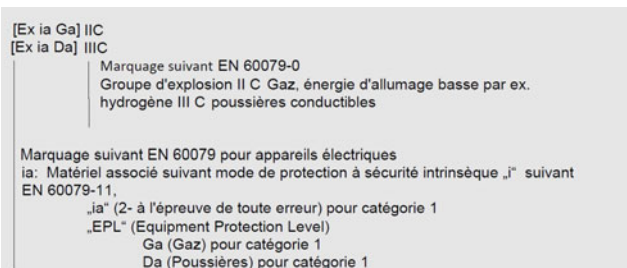 [Ex ia Ga] IIC
[Ex ia Da] IIIC
Marquage suivant EN 60079-0
Groupe d'explosion II C Gaz, énergie d'allumage basse par ex.
hydrogène III C poussières conductibles
Marquage suivant EN 60079 pour appareils électriques
ia: Matériel associé suivant mode de protection à sécurité intrinsèque „i“ suivant
EN 60079-11,
„ia“ (2- à l'épreuve de toute erreur) pour catégorie 1
„EPL“ (Equipment Protection Level)
Ga (Gaz) pour catégorie 1
Da (Poussières) pour catégorie 1